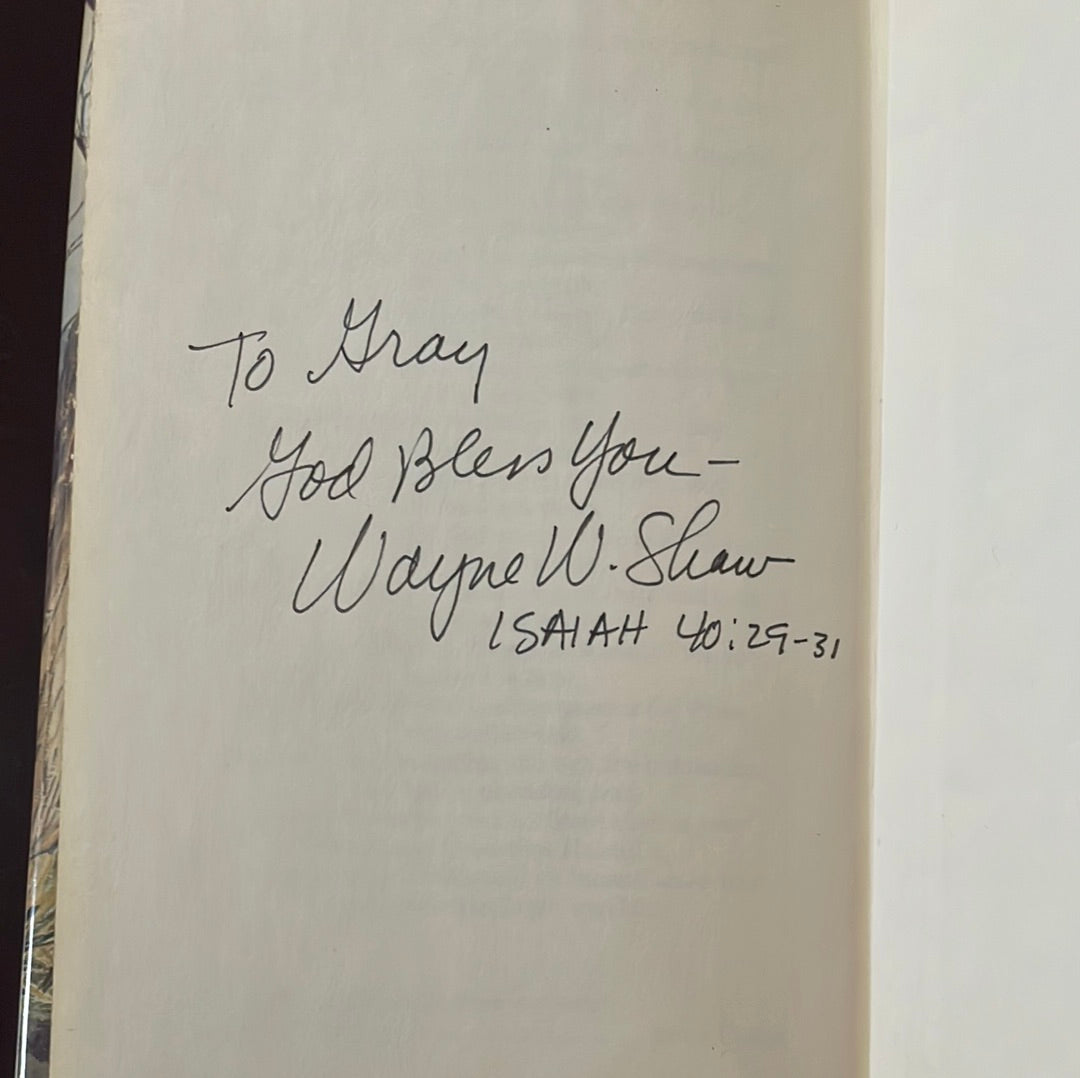 To Gray
God Bless You-
Wayne W. Shaw
ISAIAH 40:29-31